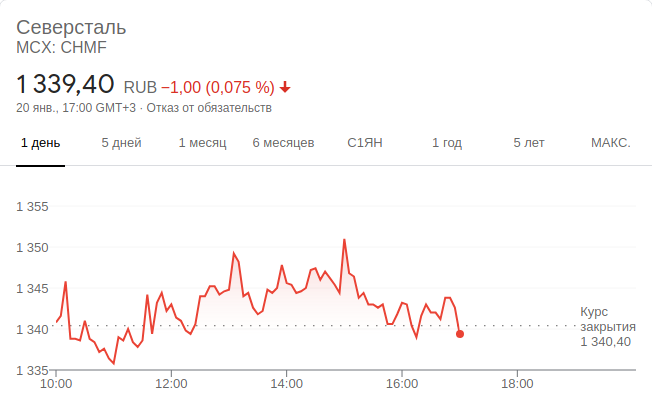 Северсталь
MCX: CHMF
1 339,40 RUB −1,00 (0,075 %)
20 янв., 17:00 GMT+3 · Отказ от обязательств
1 день 5 дней 1 месяц 6 месяцев С1ЯН 1 год 5 лет МАКС.
1 355
1 350
1 345
1 340
1 335
Курс
закрытия
1 340,40
10:00 12:00 14:00 16:00 18:00